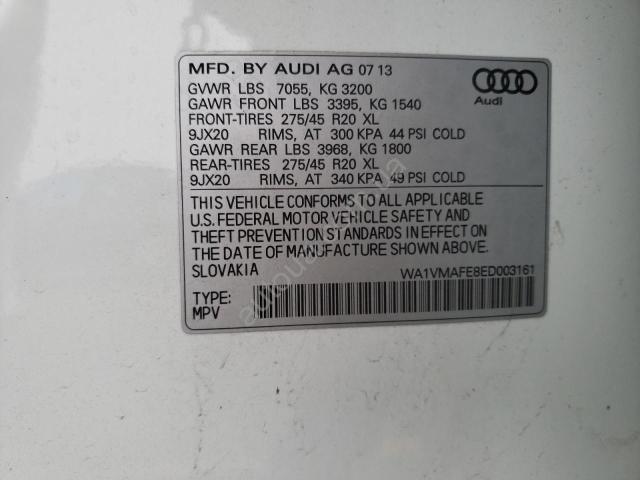 MFD. BY AUDI AG 07 13
GVWR LBS 7055, KG 3200
GAWR FRONT LBS 3395, KG 1540
FRONT-TIRES 275/45 R20 XL
9JX20 RIMS, AT 300 KPA 44 PSI COLD
GAWR REAR LBS 3968, KG 1800
REAR-TIRES 275/45 R20 XL
9JX20 RIMS, AT 340 KPA 49 PSI COLD
Audi
THIS VEHICLE CONFORMS TO ALL APPLICABLE
U.S. FEDERAL MOTOR VEHICLE SAFETY AND
THEFT PREVENTION STANDARDS IN EFFECT ON
THE DATE OF MANUFACTURE SHOWN ABOVE.
SLOVAKIA WA1VMAFE8ED003161
TYPE:
MPV